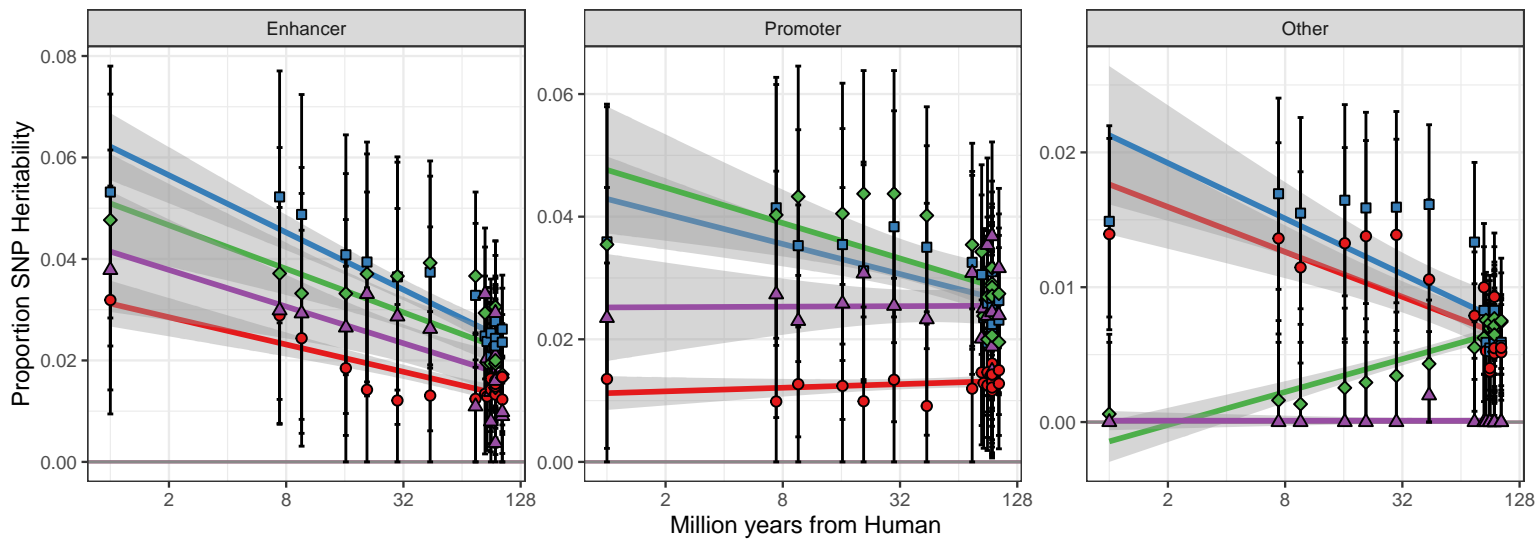 Enhancer
Promoter
Other
Proportion SNP Heritability
0.08
0.06
0.04
0.02
0.00
0.06
0.04
0.02
0.00
0.02
0.01
0.00
2 8 32 128
2 8 32 128
2 8 32 128
Million years from Human